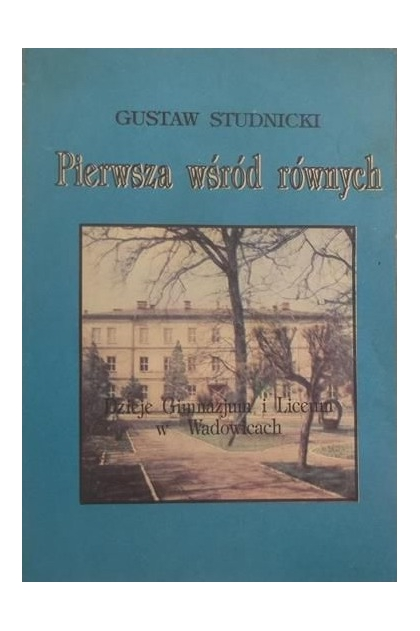 GUSTAW STUDNICKI
Pierwsza wśród równych
Dzieje Gimnazjum i Liceum
w Wadowicach